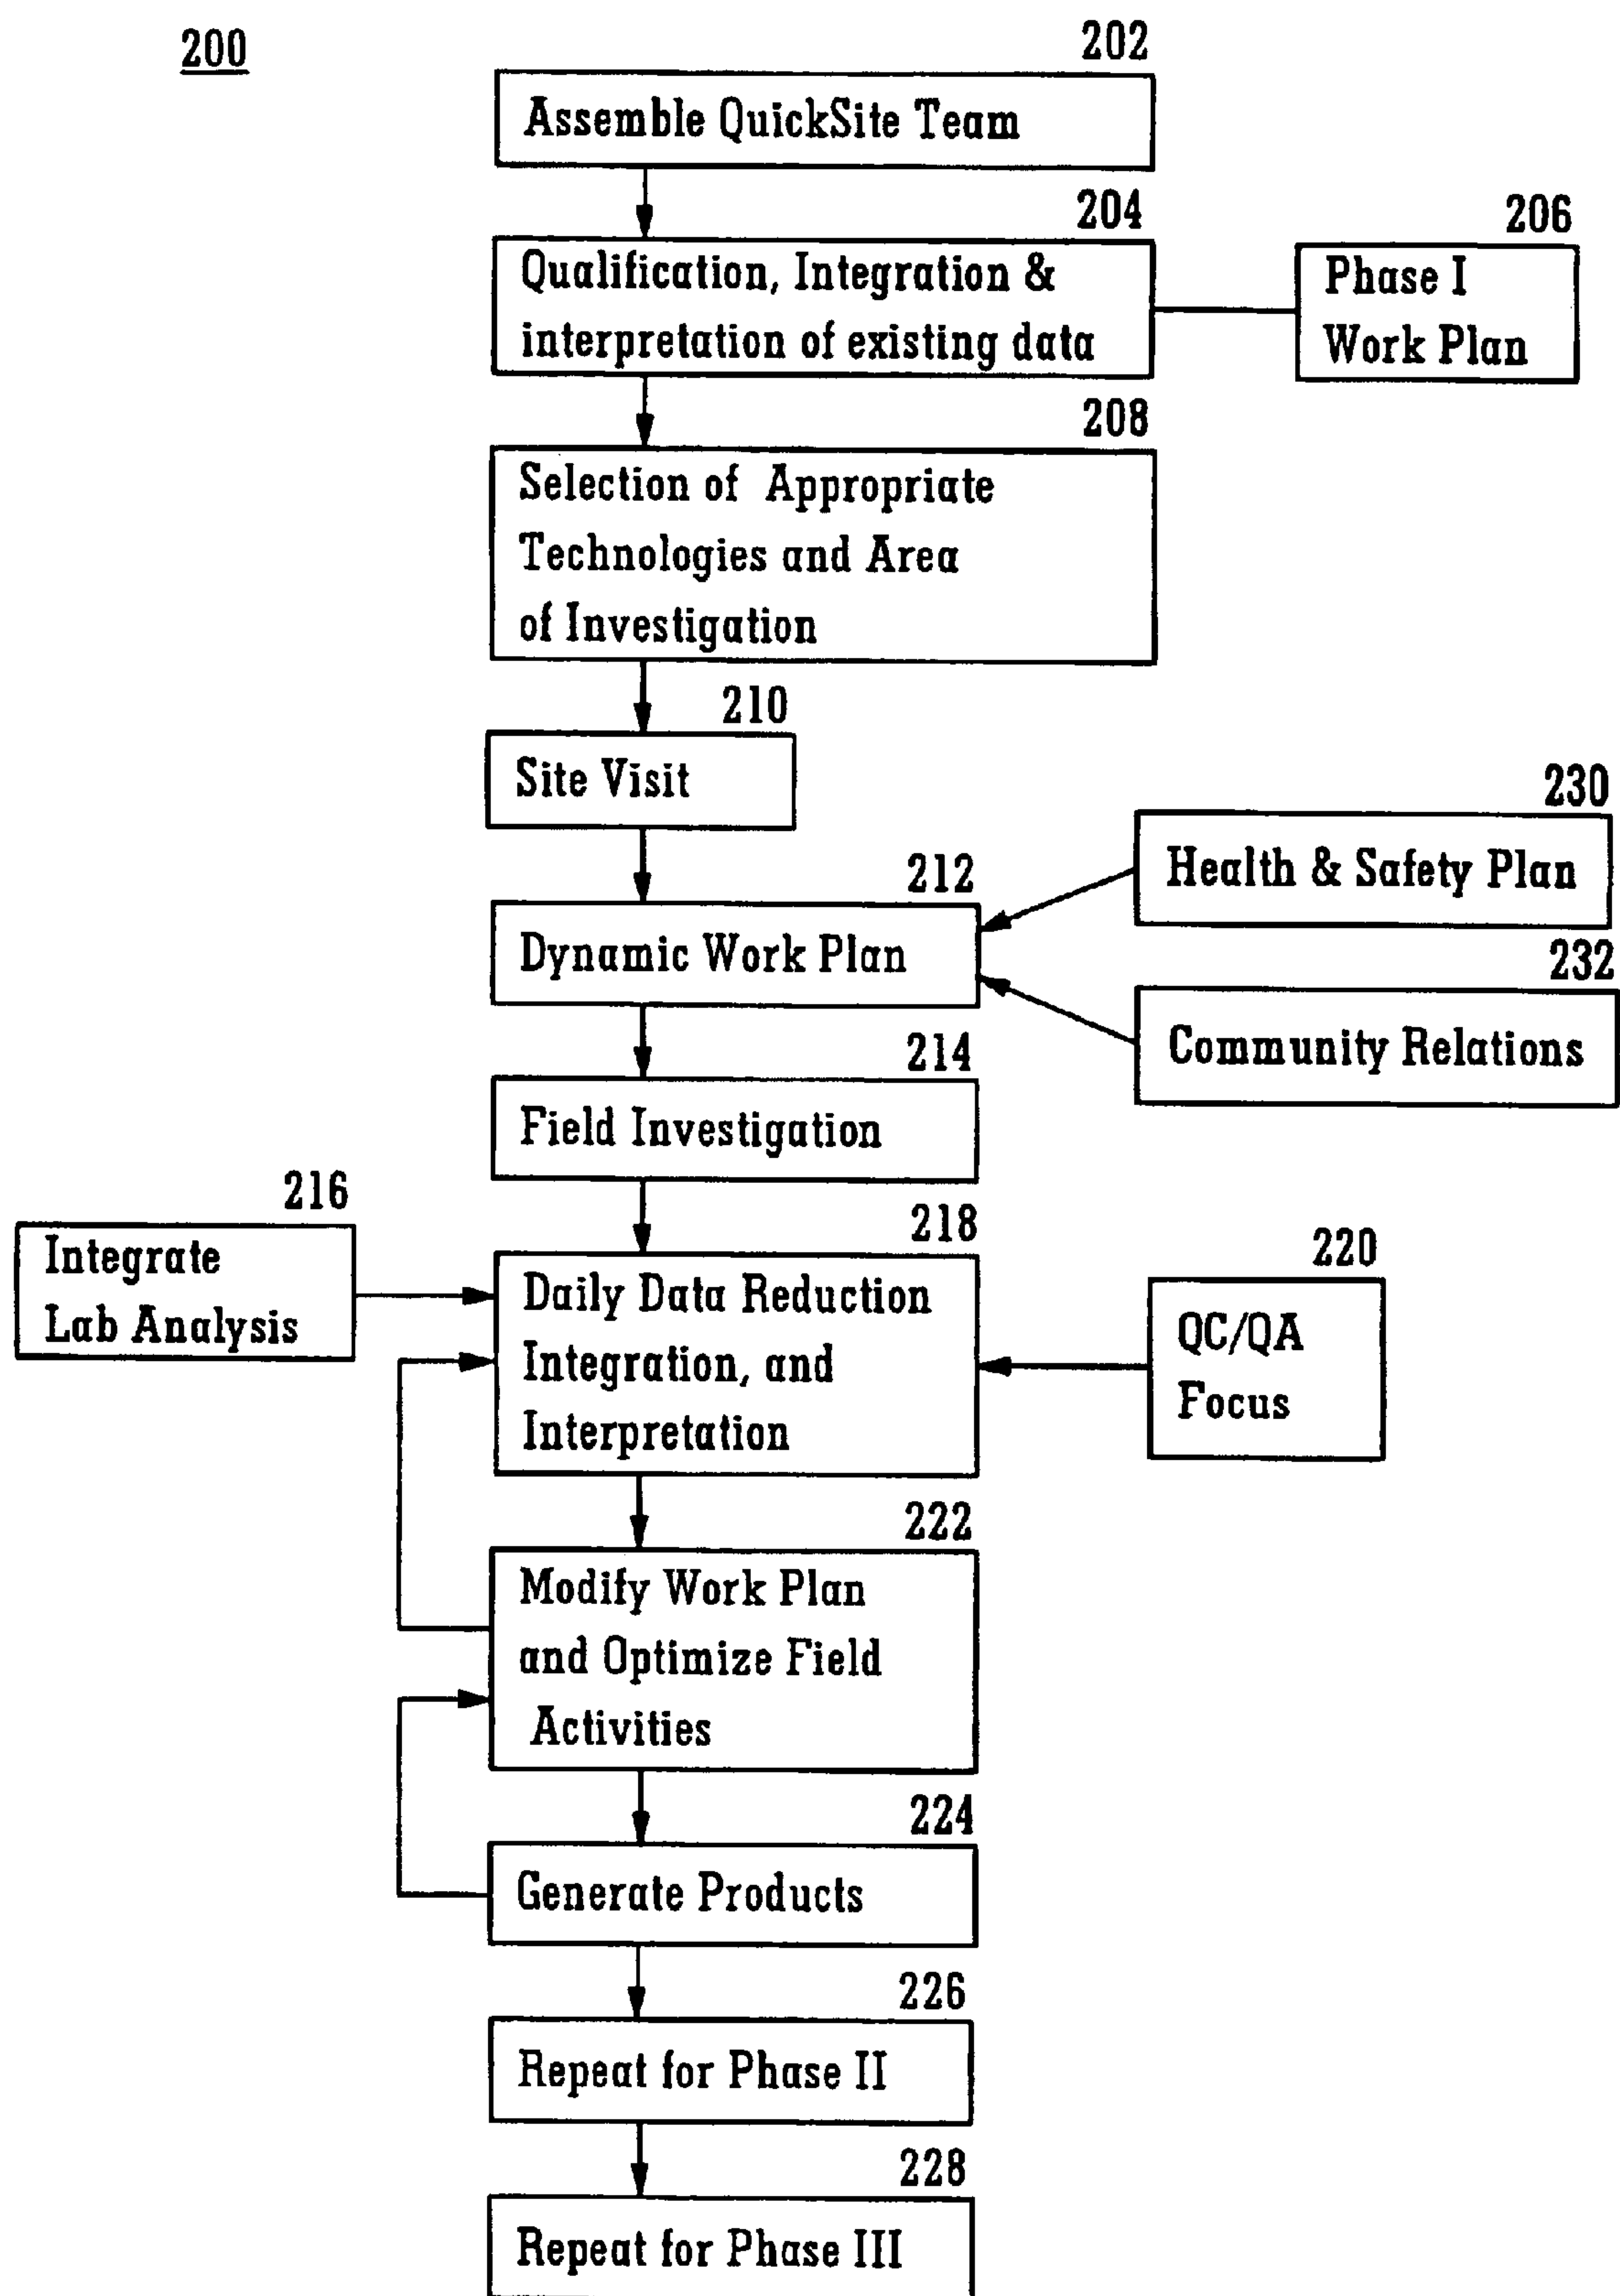 200
202
Assemble QuickSite Team
204
Qualification, Integration &
interpretation of existing data
206
Phase I
Work Plan
208
Selection of Appropriate
Technologies and Area
of Investigation
210
Site Visit
230
Health & Safety Plan
212
Dynamic Work Plan
232
Community Relations
214
Field Investigation
216
Integrate
Lab Analysis
218
Daily Data Reduction
Integration, and
Interpretation
220
QC/QA
Focus
222
Modify Work Plan
and Optimize Field
Activities
224
Generate Products
226
Repeat for Phase II
228
Repeat for Phase III